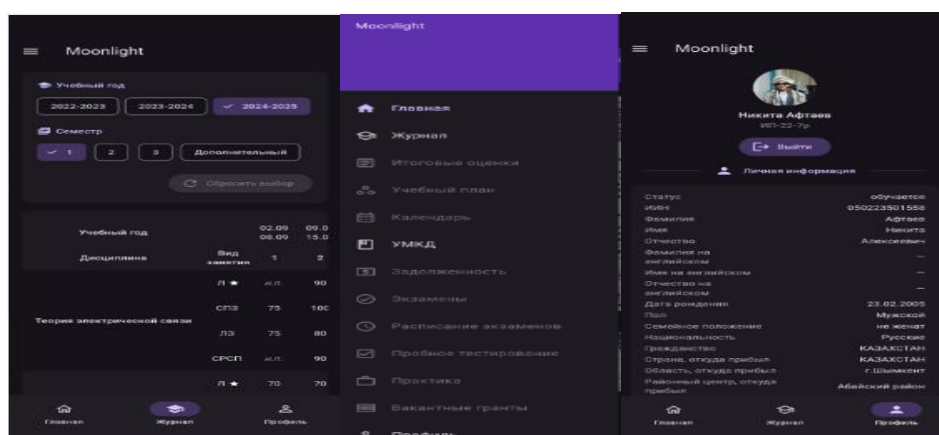 Moonlight
Учебный год
2022-2023 2023-2024 2024-2025
Семестр
1 2 3 Дополнительный
Сбросить выбор
Учебный год 02.09 09.0
08.09 15.0
Дисциплина Вид занятия 1 2
Л ★ 90
СПЗ 75 100
Теория электрической связи
ЛЗ 75 80
СРСП 90
Л ★ 70 70
Главная Журнал Профиль
Moonlight
Главная
Журнал
Итоговые оценки
Учебный план
Календарь
УМКД
Задолженность
Экзамены
Расписание экзаменов
Пробное тестирование
Практика
Вакантные гранты
Профиль
Moonlight
Никита Афтаев
ИП-22-7р
Выйти
Личная информация
Статус обучается
ИИН 050223501558
Фамилия Афтаев
Имя Никита
Отчество Алексеевич
Фамилия на
английском —
Имя на английском —
Отчество на
английском —
Дата рождения 23.02.2005
Пол Мужской
Семейное положение не женат
Национальность Русские
Гражданство КАЗАХСТАН
Страна, откуда прибыл КАЗАХСТАН
Область, откуда прибыл г.Шымкент
Районный центр, откуда
прибыл Абайский район
Главная Журнал Профиль